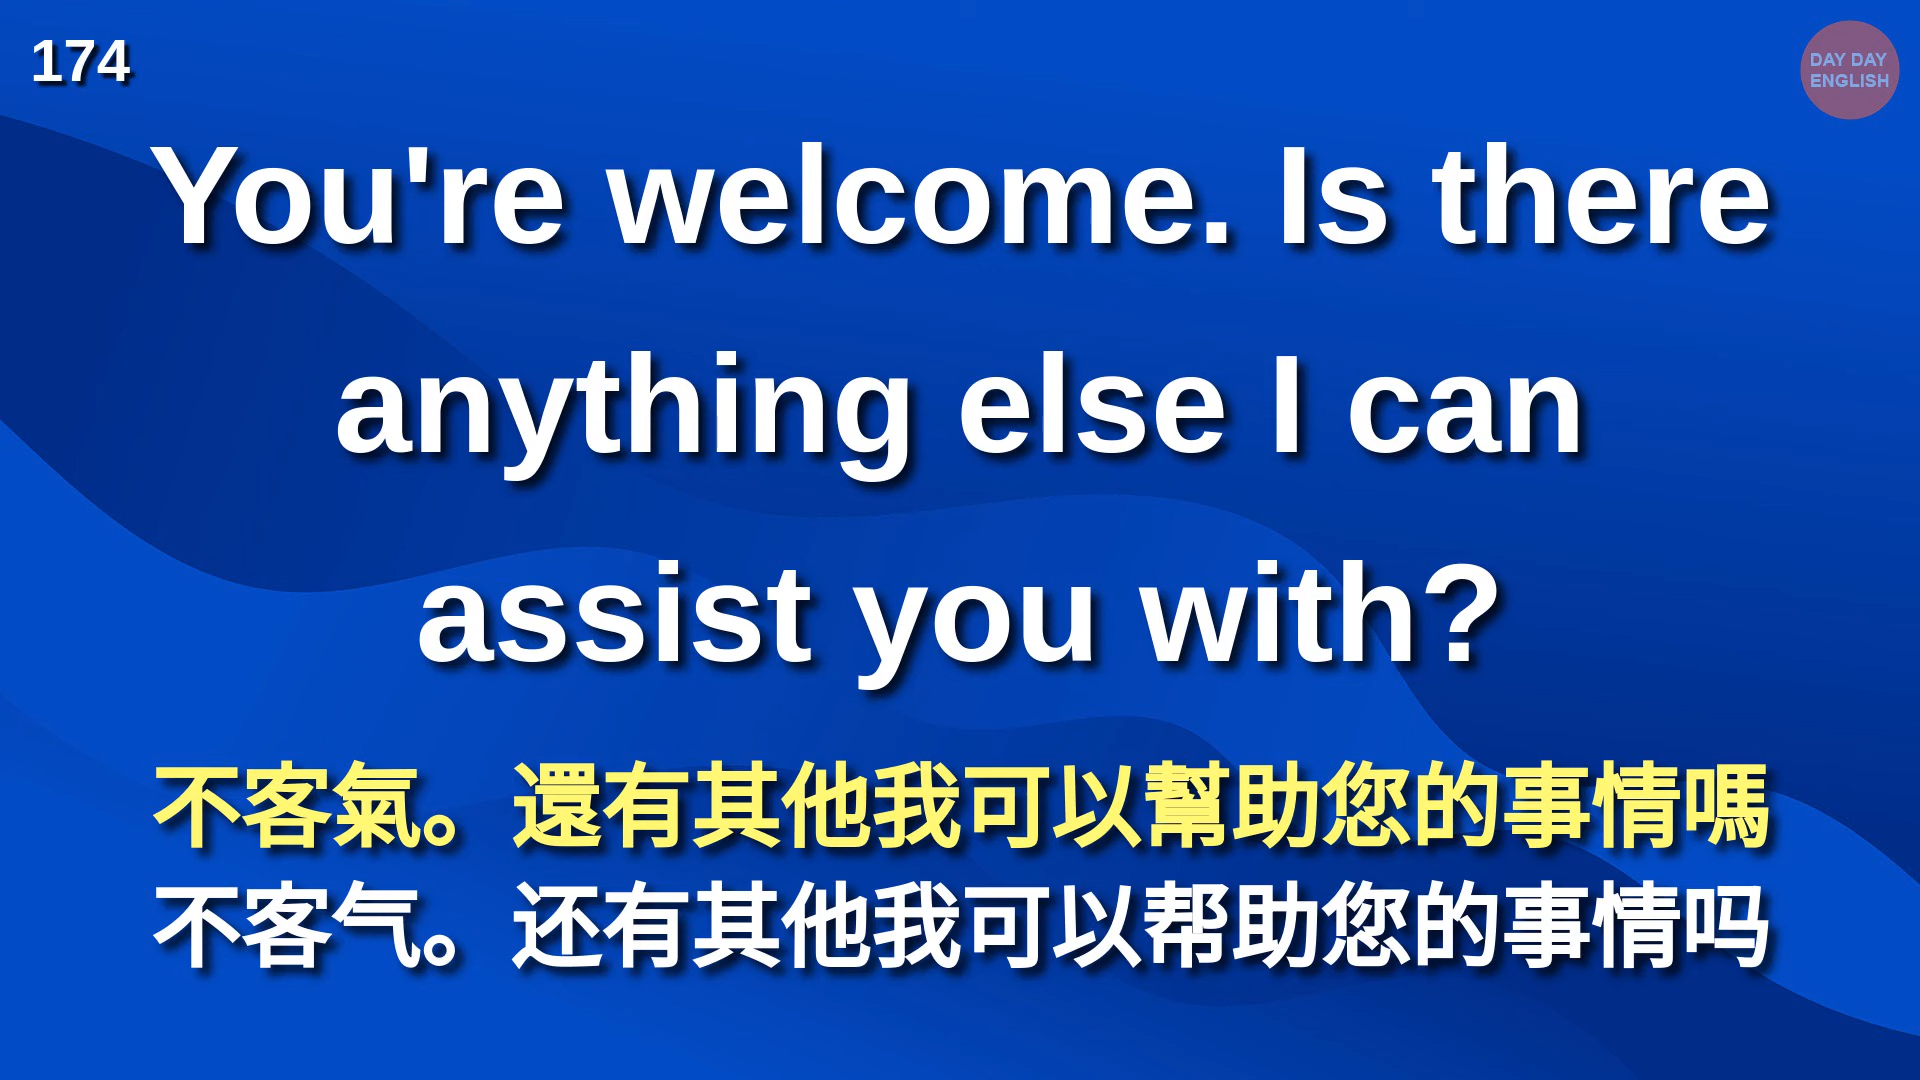 174
DAY DAY
ENGLISH
You're welcome. Is there
anything else I can
assist you with?
不客氣。還有其他我可以幫助您的事情嗎
不客气。还有其他我可以帮助您的事情吗